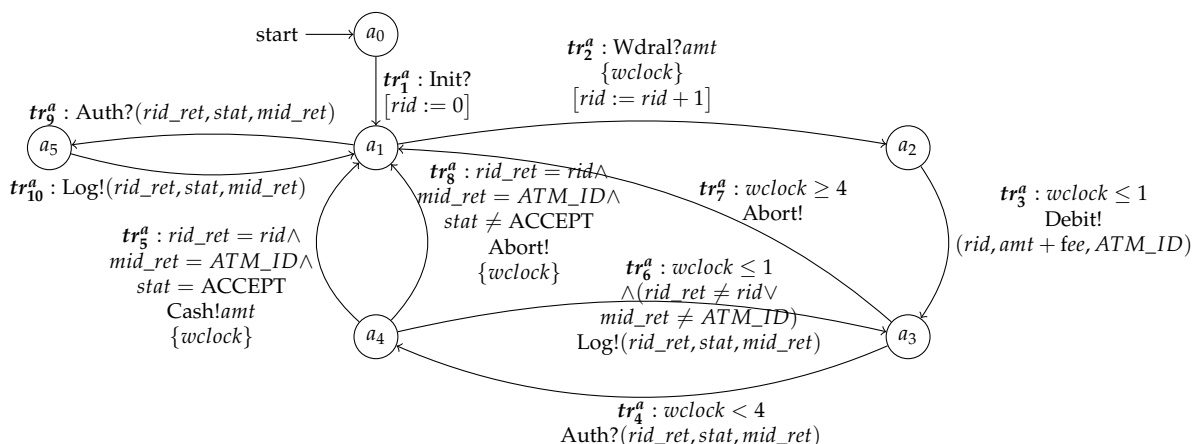 start
a₀
tr₁ᵃ : Init?
[rid := 0]
tr₂ᵃ : Wdral?amt
{wclock}
[rid := rid + 1]
tr₉ᵃ : Auth?(rid_ret, stat, mid_ret)
a₅
a₁
a₂
tr₁₀ᵃ : Log!(rid_ret, stat, mid_ret)
tr₈ᵃ : rid_ret = rid∧
mid_ret = ATM_ID∧
stat ≠ ACCEPT
Abort!
{wclock}
tr₇ᵃ : wclock ≥ 4
Abort!
tr₃ᵃ : wclock ≤ 1
Debit!
(rid, amt + fee, ATM_ID)
tr₅ᵃ : rid_ret = rid∧
mid_ret = ATM_ID∧
stat = ACCEPT
Cash!amt
{wclock}
tr₆ᵃ : wclock ≤ 1
∧(rid_ret ≠ rid∨
mid_ret ≠ ATM_ID)
Log!(rid_ret, stat, mid_ret)
a₄
a₃
tr₄ᵃ : wclock < 4
Auth?(rid_ret, stat, mid_ret)